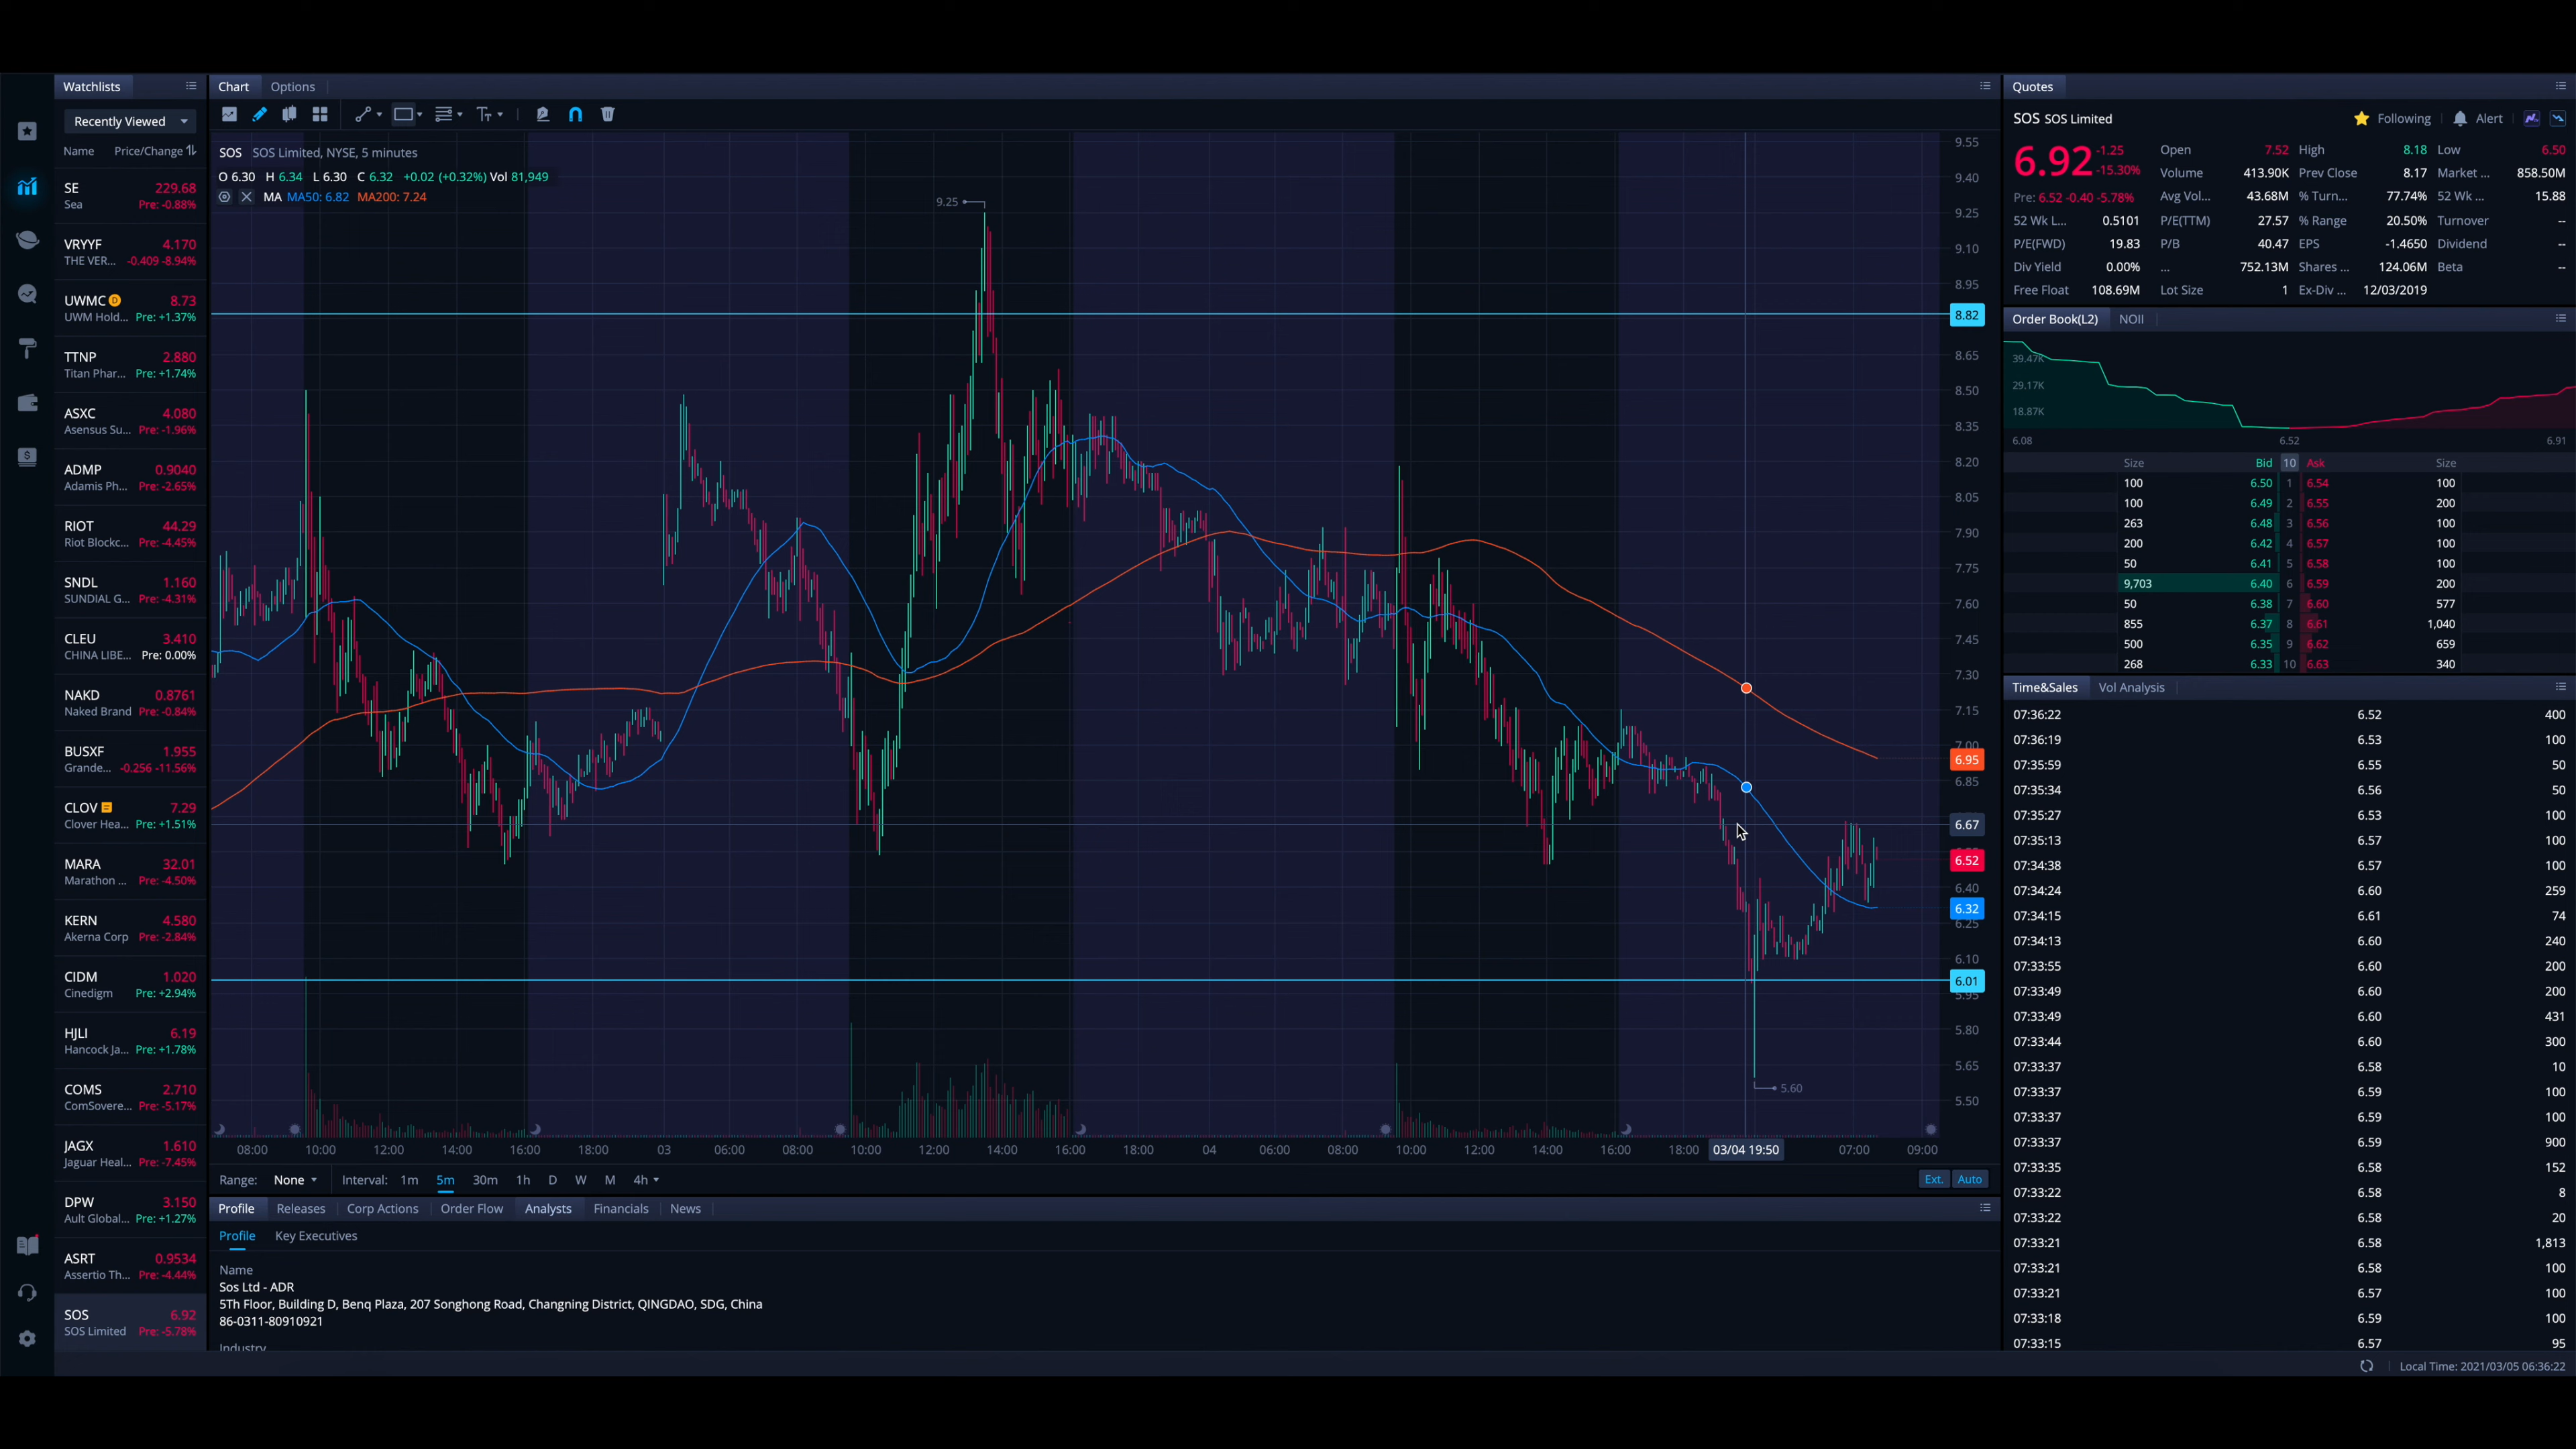 Watchlists
Recently Viewed
Name Price/Change
SE 229.68
Sea Pre: -0.88%
VRYYF 4.170
THE VER... -0.409 -8.94%
UWMC D 8.73
UWM Hold... Pre: +1.37%
TTNP 2.880
Titan Phar... Pre: +1.74%
ASXC 4.080
Asensus Su... Pre: -1.96%
ADMP 0.9040
Adamis Ph... Pre: -2.65%
RIOT 44.29
Riot Blockc... Pre: -4.45%
SNDL 1.160
SUNDIAL G... Pre: -4.31%
CLEU 3.410
CHINA LIBE... Pre: 0.00%
NAKD 0.8761
Naked Brand Pre: -0.84%
BUSXF 1.955
Grande... -0.256 -11.56%
CLOV 7.29
Clover Hea... Pre: +1.51%
MARA 32.01
Marathon ... Pre: -4.50%
KERN 4.580
Akerna Corp Pre: -2.84%
CIDM 1.020
Cinedigm Pre: +2.94%
HJLI 6.19
Hancock Ja... Pre: +1.78%
COMS 2.710
ComSovere... Pre: -5.17%
JAGX 1.610
Jaguar Heal... Pre: -7.45%
DPW 3.150
Ault Global... Pre: +1.27%
ASRT 0.9534
Assertio Th... Pre: -4.44%
SOS 6.92
SOS Limited Pre: -5.78%
Chart Options
SOS SOS Limited, NYSE, 5 minutes
O 6.30 H 6.34 L 6.30 C 6.32 +0.02 (+0.32%) Vol 81,949
MA MA50: 6.82 MA200: 7.24
9.25
5.60
9.55
9.40
9.25
9.10
8.95
8.82
8.65
8.50
8.35
8.20
8.05
7.90
7.75
7.60
7.45
7.30
7.15
7.00
6.95
6.85
6.67
6.52
6.40
6.32
6.25
6.10
6.01
5.95
5.80
5.65
5.50
08:00 10:00 12:00 14:00 16:00 18:00 03 06:00 08:00 10:00 12:00 14:00 16:00 18:00 04 06:00 08:00 10:00 12:00 14:00 16:00 18:00 03/04 19:50 07:00 09:00
Range: None Interval: 1m 5m 30m 1h D W M 4h Ext. Auto
Profile Releases Corp Actions Order Flow Analysts Financials News
Profile Key Executives
Name
Sos Ltd - ADR
5Th Floor, Building D, Benq Plaza, 207 Songhong Road, Changning District, QINGDAO, SDG, China
86-0311-80910921
Industry
Quotes
SOS SOS Limited Following Alert
6.92 -1.25 -15.30%
Pre: 6.52 -0.40 -5.78%
Open 7.52 High 8.18 Low 6.50
Volume 413.90K Prev Close 8.17 Market ... 858.50M
Avg Vol... 43.68M % Turn... 77.74% 52 Wk ... 15.88
52 Wk L... 0.5101 P/E(TTM) 27.57 % Range 20.50% Turnover --
P/E(FWD) 19.83 P/B 40.47 EPS -1.4650 Dividend --
Div Yield 0.00% ... 752.13M Shares ... 124.06M Beta --
Free Float 108.69M Lot Size 1 Ex-Div ... 12/03/2019
Order Book(L2) NOII
39.47K
29.17K
18.87K
6.08 6.52 6.91
Size Bid 10 Ask Size
100 6.50 1 6.54 100
100 6.49 2 6.55 200
263 6.48 3 6.56 100
200 6.42 4 6.57 100
50 6.41 5 6.58 100
9,703 6.40 6 6.59 200
50 6.38 7 6.60 577
855 6.37 8 6.61 1,040
500 6.35 9 6.62 659
268 6.33 10 6.63 340
Time&Sales Vol Analysis
07:36:22 6.52 400
07:36:19 6.53 100
07:35:59 6.55 50
07:35:34 6.56 50
07:35:27 6.53 100
07:35:13 6.57 100
07:34:38 6.57 100
07:34:24 6.60 259
07:34:15 6.61 74
07:34:13 6.60 240
07:33:55 6.60 200
07:33:49 6.60 200
07:33:49 6.60 431
07:33:44 6.60 300
07:33:37 6.58 10
07:33:37 6.59 100
07:33:37 6.59 100
07:33:37 6.59 900
07:33:35 6.58 152
07:33:22 6.58 8
07:33:22 6.58 20
07:33:21 6.58 1,813
07:33:21 6.58 100
07:33:21 6.57 100
07:33:18 6.59 100
07:33:15 6.57 95
Local Time: 2021/03/05 06:36:22